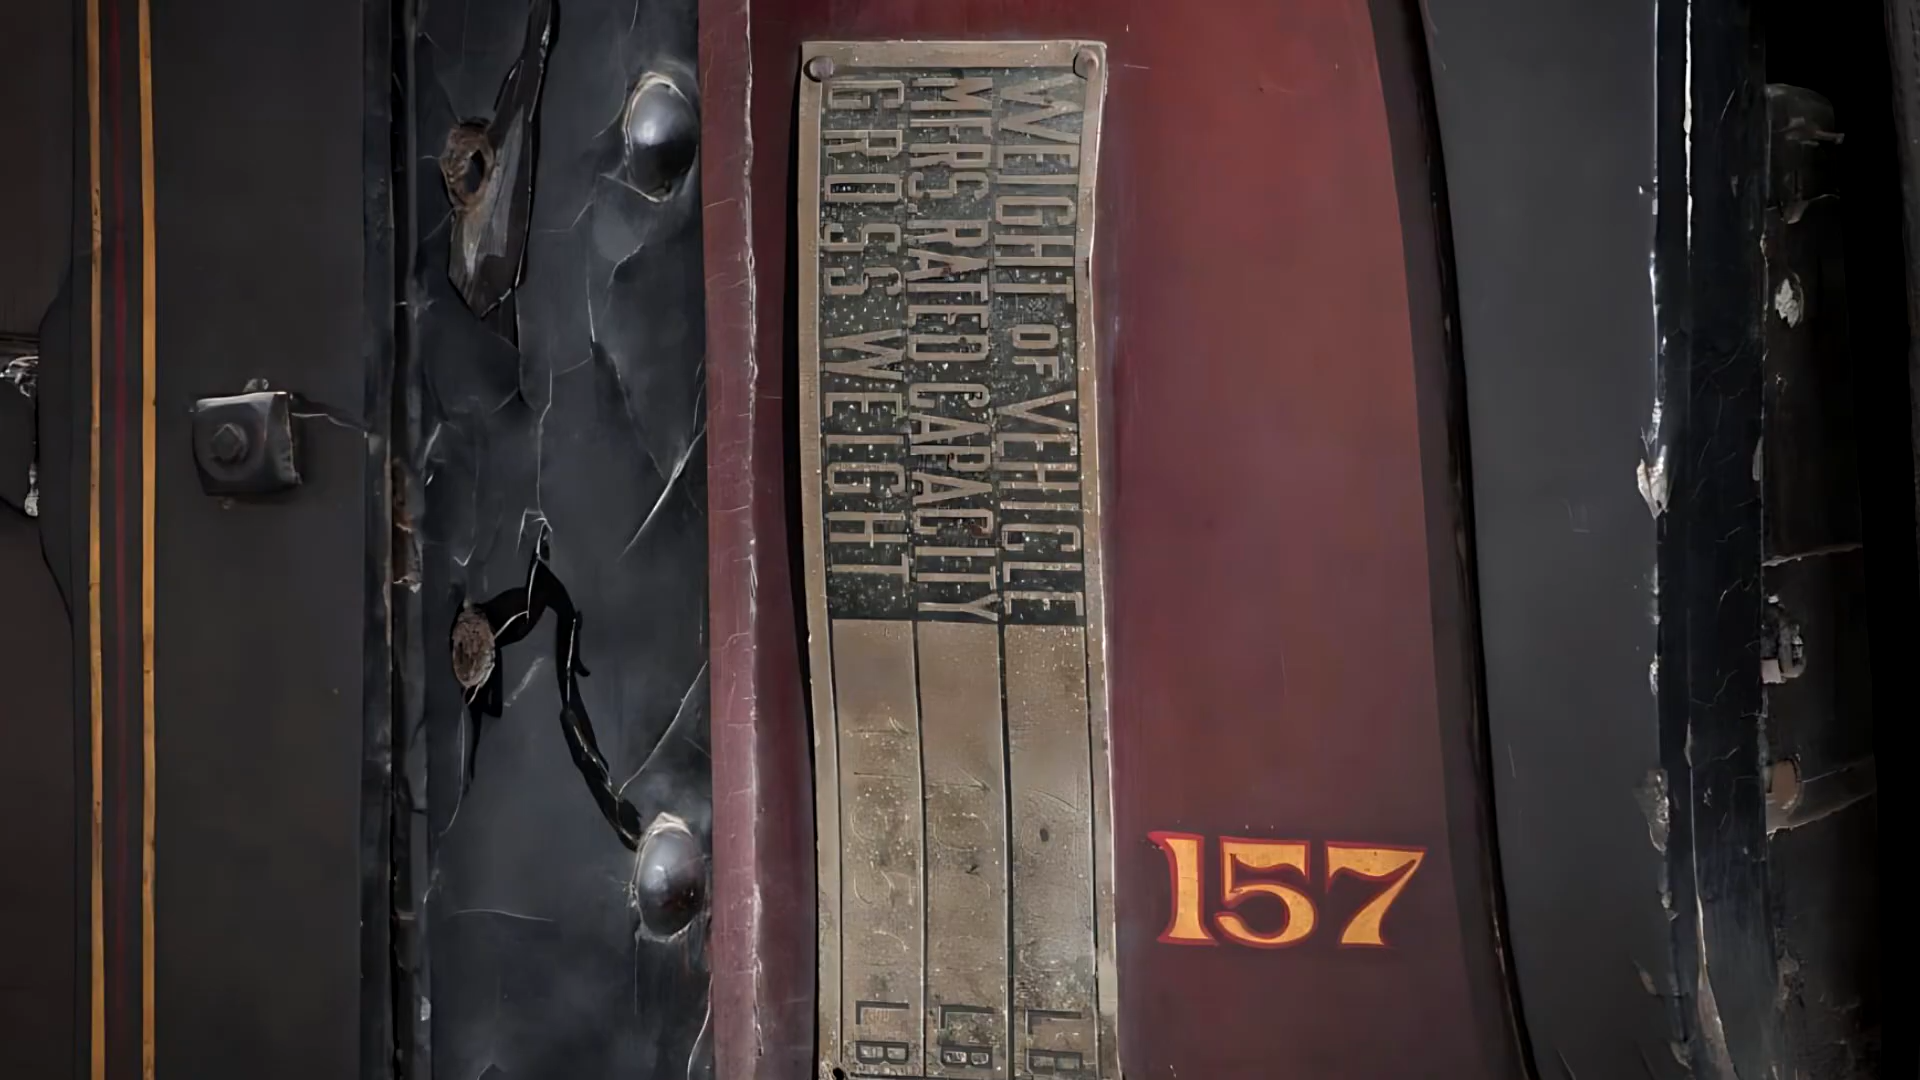 WEIGHT OF VEHICLE LB
MFRS RATED CAPACITY LB
GROSS WEIGHT LB
157